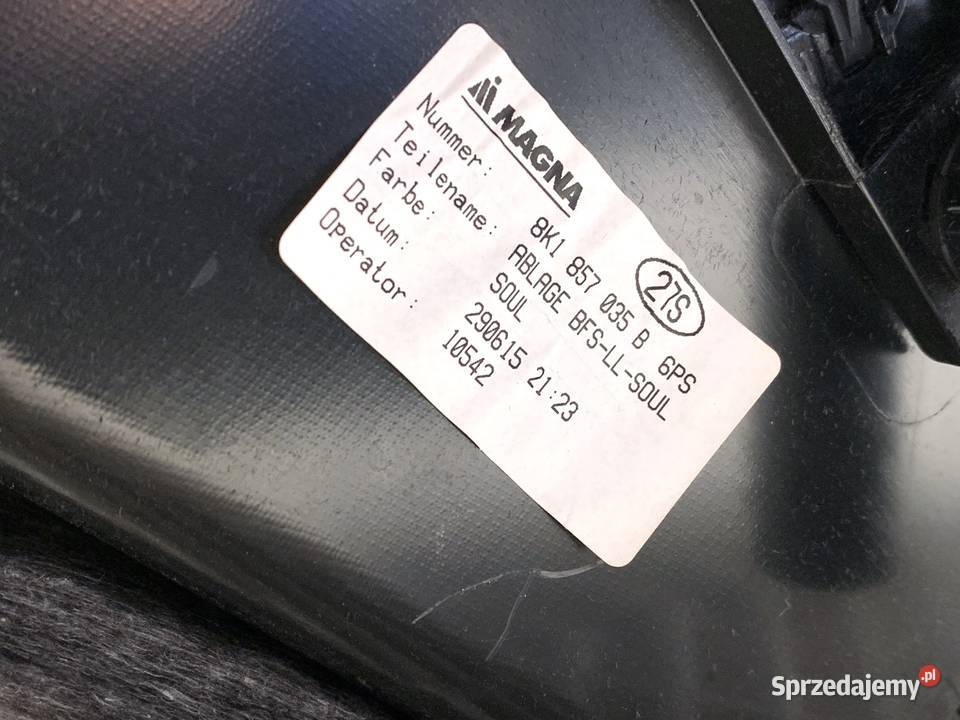 MAGNA
27S
Nummer: 8K1 857 035 B 6PS
Teilename: ABLAGE BFS-LL-SOUL
Farbe: SOUL
Datum: 290615 21:23
Operator: 10542
Sprzedajemy.pl